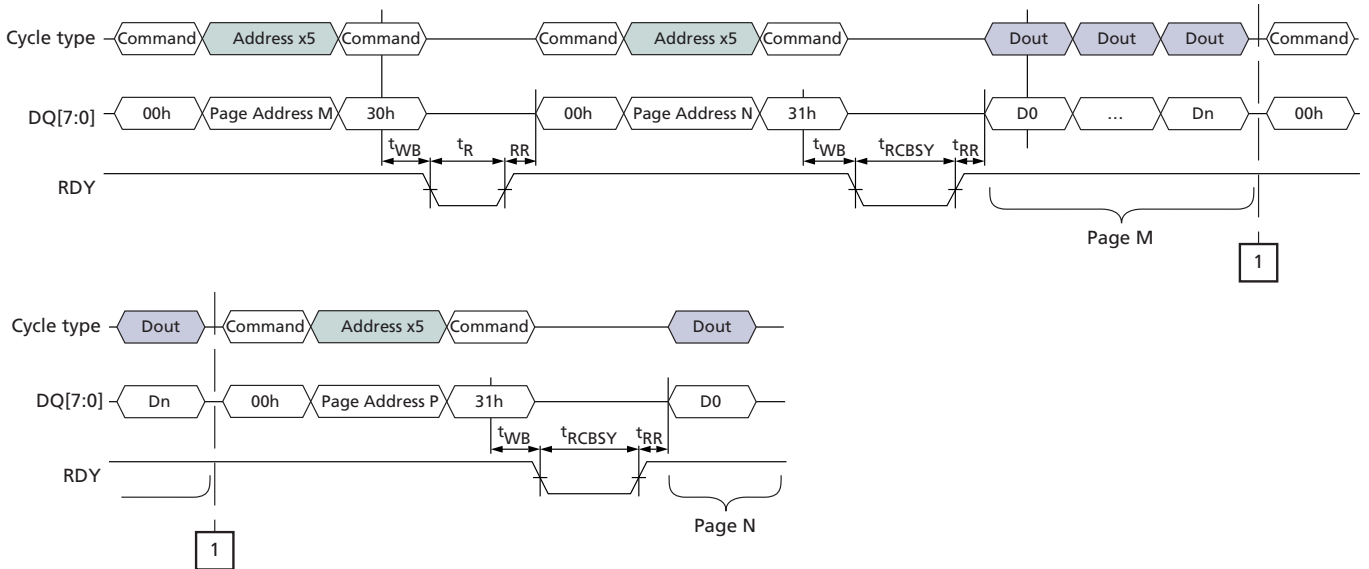 Cycle type Command Address x5 Command Command Address x5 Command Dout Dout Dout Command
DQ[7:0] 00h Page Address M 30h 00h Page Address N 31h D0 ... Dn 00h
tWB tR RR tWB tRCBSY tRR
RDY
Page M
1
Cycle type Dout Command Address x5 Command Dout
DQ[7:0] Dn 00h Page Address P 31h D0
tWB tRCBSY tRR
RDY
Page N
1